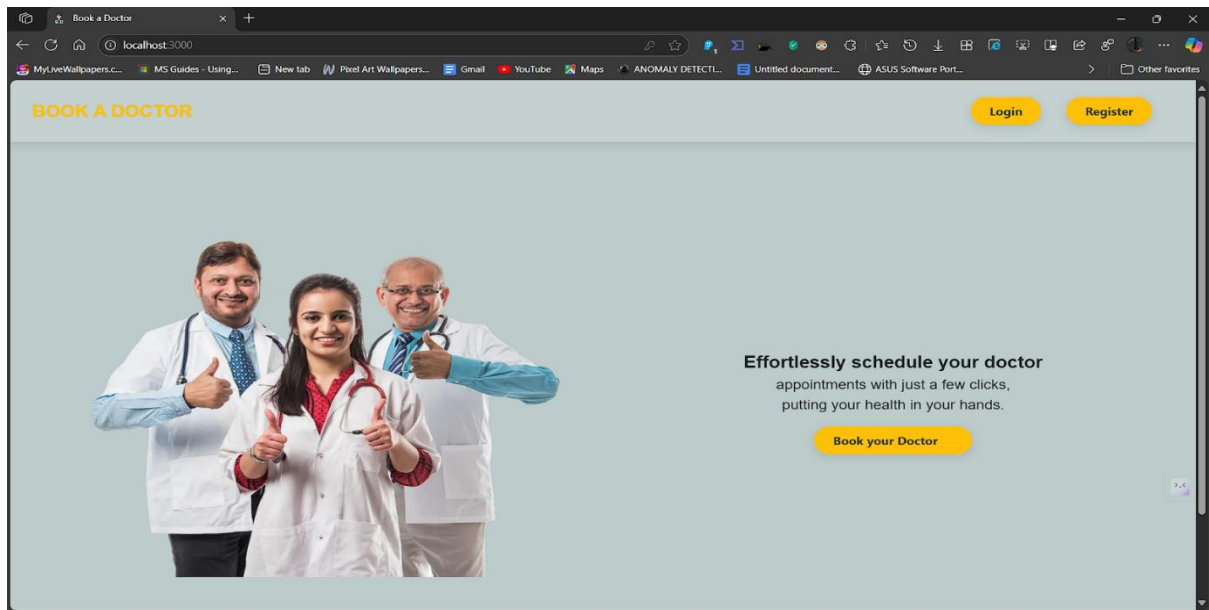 Book a Doctor
localhost:3000
MyLiveWallpapers.c... MS Guides - Using... New tab Pixel Art Wallpapers... Gmail YouTube Maps ANOMALY DETECTI... Untitled document... ASUS Software Port... Other favorites
BOOK A DOCTOR Login Register
Effortlessly schedule your doctor
appointments with just a few clicks,
putting your health in your hands.
Book your Doctor